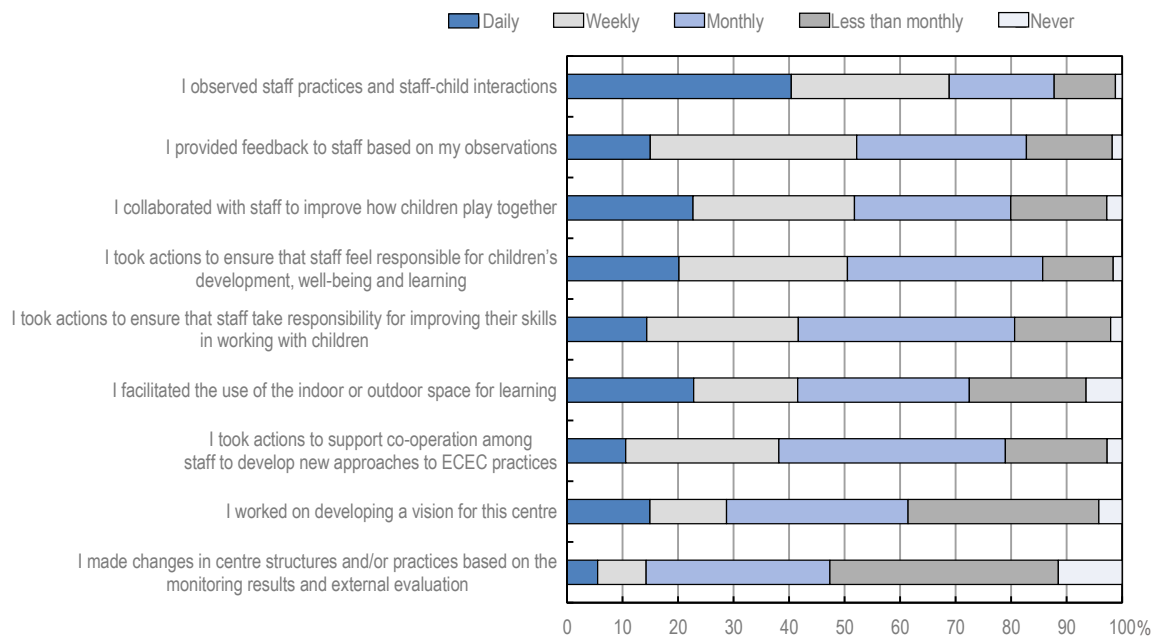 Daily Weekly Monthly Less than monthly Never
I observed staff practices and staff-child interactions
I provided feedback to staff based on my observations
I collaborated with staff to improve how children play together
I took actions to ensure that staff feel responsible for children’s
development, well-being and learning
I took actions to ensure that staff take responsibility for improving their skills
in working with children
I facilitated the use of the indoor or outdoor space for learning
I took actions to support co-operation among
staff to develop new approaches to ECEC practices
I worked on developing a vision for this centre
I made changes in centre structures and/or practices based on the
monitoring results and external evaluation
0 10 20 30 40 50 60 70 80 90 100%